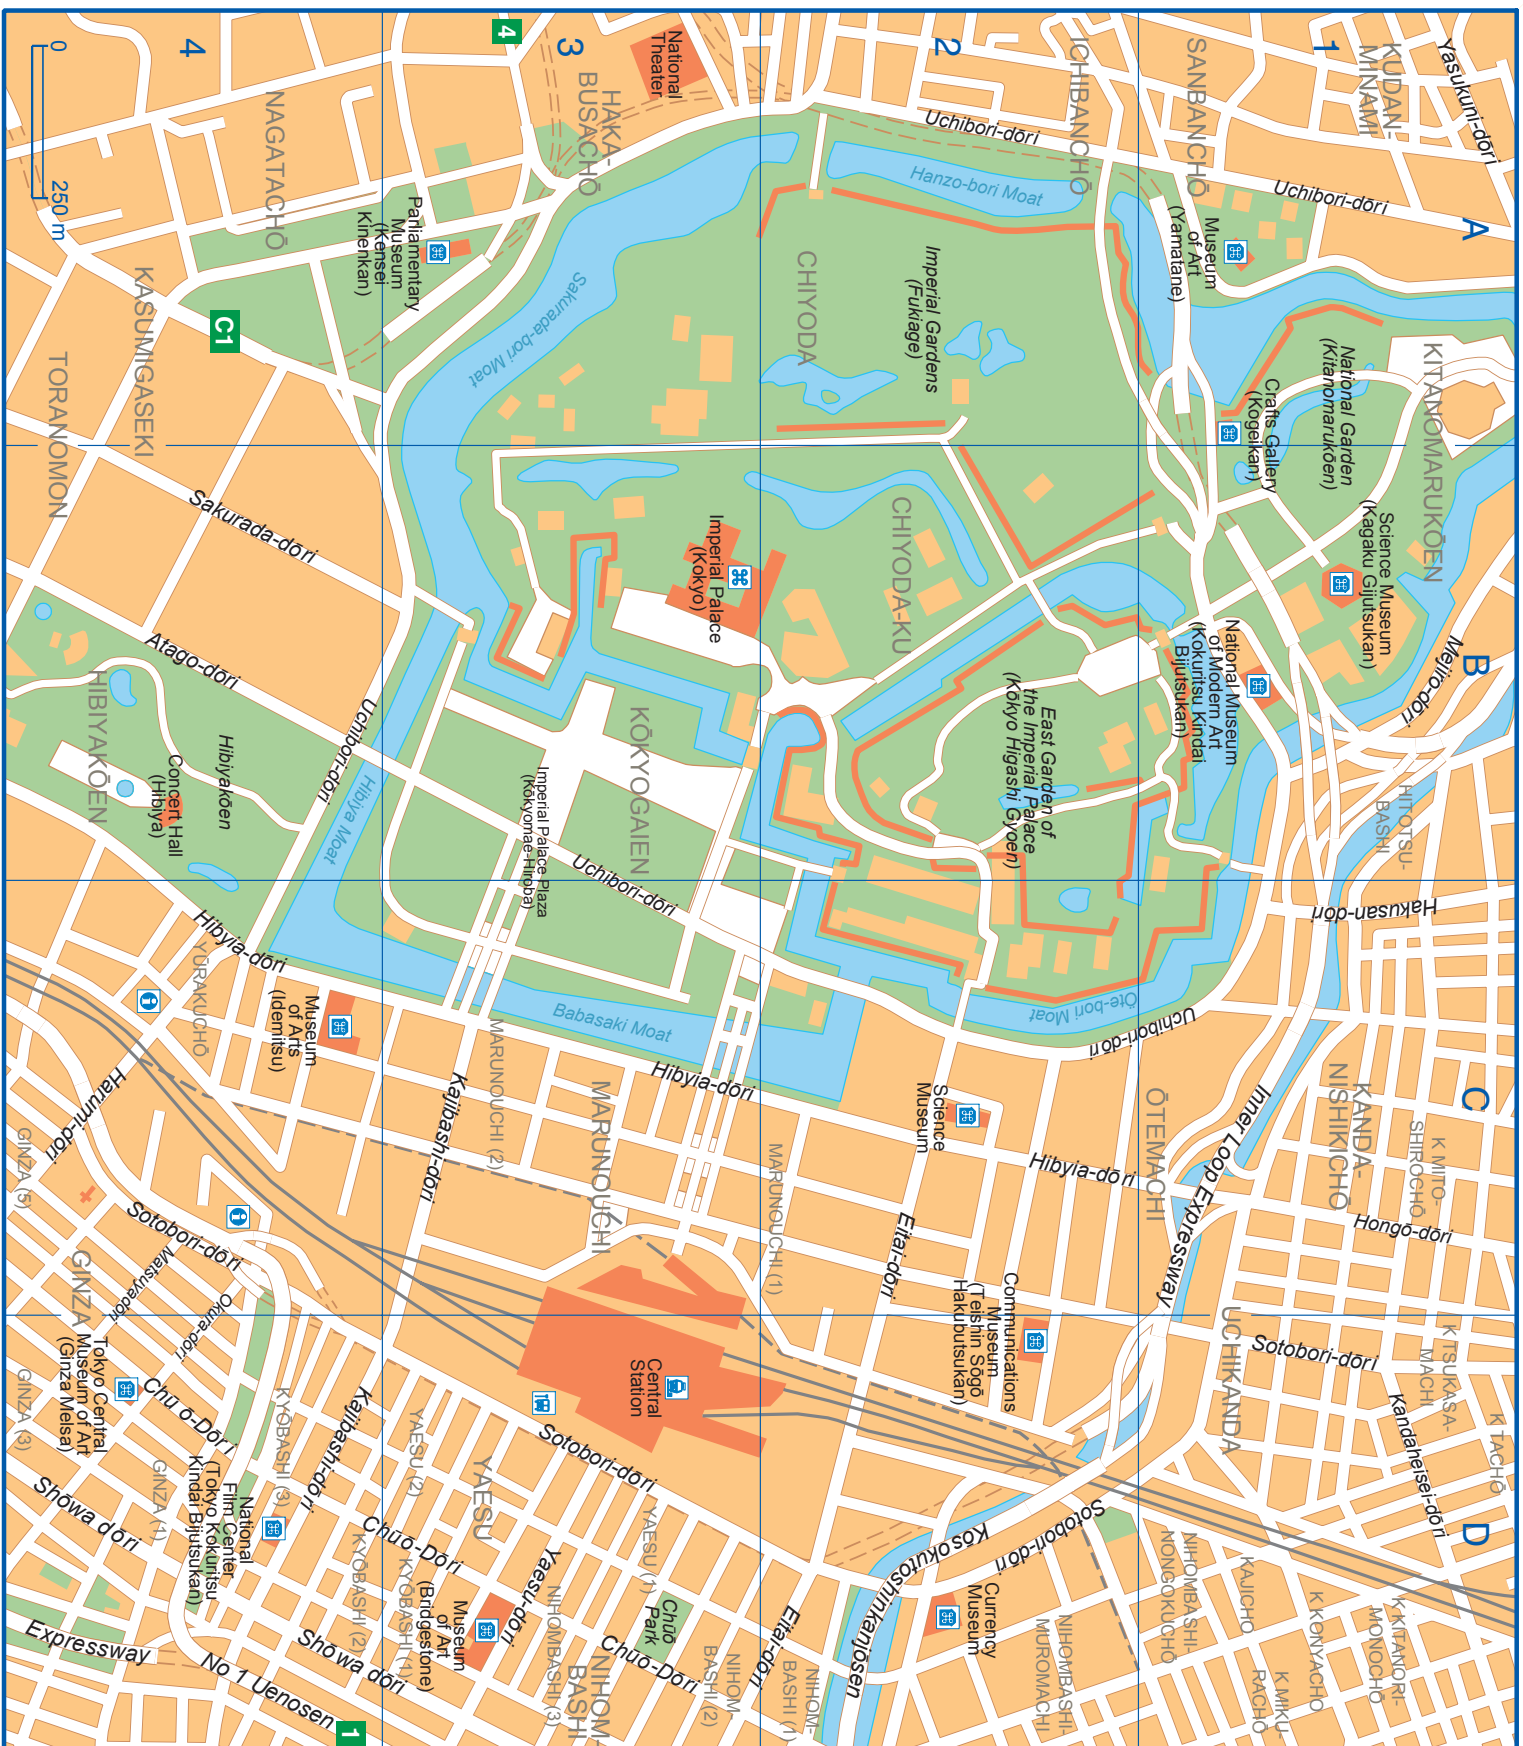 Yasukuni-dōri
1
KUDAN-
MINAMI
SANBANCHŌ
ICHIBANCHŌ
2
National
Theater
HAKA-
BUSACHŌ
3
4
4
0
250 m
A
Uchibori-dōri
Uchibori-dōri
Museum
of Art
(Yamatane)
Hanzo-bori Moat
Imperial Gardens
(Fukiage)
CHIYODA
Sakurada-bori Moat
Parliamentary
Museum
(Kensei
Kinenkan)
NAGATACHŌ
C1
KASUMIGASEKI
TORANOMON
KITANOMARUKŌEN
National Garden
(Kitanomarukōen)
Crafts Gallery
(Kōgeikan)
Science Museum
(Kagaku Gijutsukan)
B
Mejiro-dōri
National Museum
of Modern Art
(Kokuritsu Kindai
Bijutsukan)
CHIYODA-KU
East Garden of
the Imperial Palace
(Kōkyo Higashi Gyoen)
Imperial Palace
(Kōkyo)
KŌKYOGAIEN
Imperial Palace Plaza
(Kōkyomae-Hiroba)
Uchibori-dōri
Sakurada-dōri
Atago-dōri
Uchibori-dōri
Hibiya Moat
HIBIYAKŌEN
Hibiyakōen
Concert Hall
(Hibiya)
HITOTSU-
BASHI
Hakusan-dōri
Ōte-bori Moat
Uchibori-dōri
Babasaki Moat
Hibyia-dōri
Hibyia-dōri
Hibyia-dōri
YŪRAKUCHŌ
Museum
of Arts
(Idemitsu)
MARUNOUCHI (2)
MARUNOUCHI
MARUNOUCHI (1)
Kajibashi-dōri
Harumi-dōri
Science
Museum
C
KANDA-
NISHIKICHŌ
K MITO-
SHIROCHŌ
Inner Loop Expressway
ŌTEMACHI
Hongō-dōri
Eitai-dōri
Communications
Museum
(Teishin Sōgō
Hakubutsukan)
UCHIKANDA
Sotobori-dōri
K TSUKASA-
MACHI
K TACHŌ
Kandaheisei-dōri
D
GINZA (5)
Sotobori-dōri
Matsuyadōri
Okura-dōri
GINZA
GINZA (3)
Tokyo Central
Museum of Art
(Ginza Melsa)
Chū ō-Dōri
GINZA (1)
KYŌBASHI (3)
Kajibashi-dōri
National
Film Center
(Tokyo Kokuritsu
Kindai Bijutsukan)
Shōwa dōri
Expressway
No 1 Uenosen
1
Shōwa dōri
KYŌBASHI (2)
KYŌBASHI (1)
YAESU (2)
YAESU
Chūō-Dōri
Museum
of Art
(Bridgestone)
Yaesu-dōri
Central
Station
Sotobori-dōri
YAESU (1)
Chūō
Park
Chūō-Dōri
NIHOMBASHI (3)
NIHOM-
BASHI
NIHOM-
BASHI (2)
NIHOM-
BASHI (1)
Eitai-dōri
Kōsokutoshinkanjōsen
Sotobori-dōri
Currency
Museum
NIHOMBASHI-
MUROMACHI
NIHOMBASHI-
NONGOKUCHŌ
KAJICHŌ
K KONYACHŌ
K KITANORI-
MONOCHŌ
K MIKU-
RACHŌ